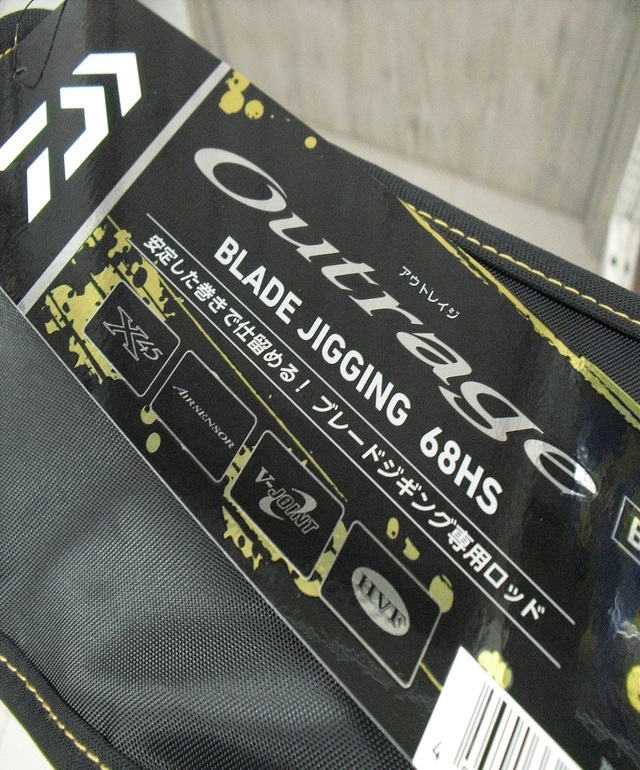 Outrage
アウトレイジ
BLADE JIGGING 68HS
安定した巻きで仕留める！ ブレードジギング専用ロッド
X45
AIRSENSOR
V-JOINT
HVF
4